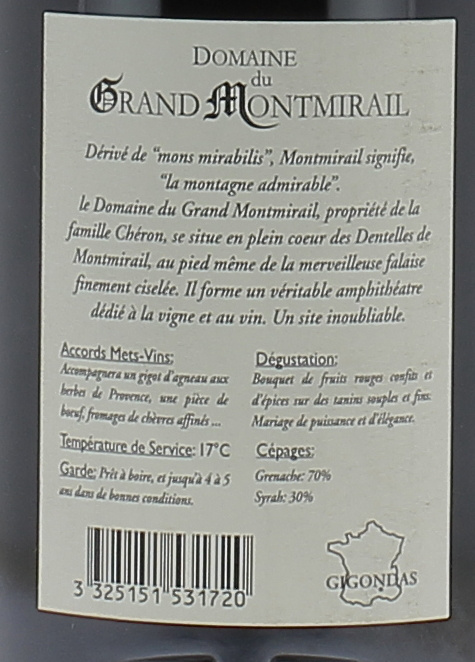 DOMAINE
du
GRAND MONTMIRAIL
Dérivé de "mons mirabilis", Montmirail signifie,
"la montagne admirable".
le Domaine du Grand Montmirail, propriété de la
famille Chéron, se situe en plein coeur des Dentelles de
Montmirail, au pied même de la merveilleuse falaise
finement ciselée. Il forme un véritable amphithéatre
dédié à la vigne et au vin. Un site inoubliable.
Accords Mets-Vins:
Accompagnera un gigot d'agneau aux
herbes de Provence, une pièce de
boeuf, fromages de chèvres affinés ...
Température de Service: 17°C
Garde: Prêt à boire, et jusqu'à 4 à 5
ans dans de bonnes conditions.
Dégustation:
Bouquet de fruits rouges confits et
d'épices sur des tanins souples et fins.
Mariage de puissance et d'élégance.
Cépages:
Grenache: 70%
Syrah: 30%
3 325151 531720
GIGONDAS